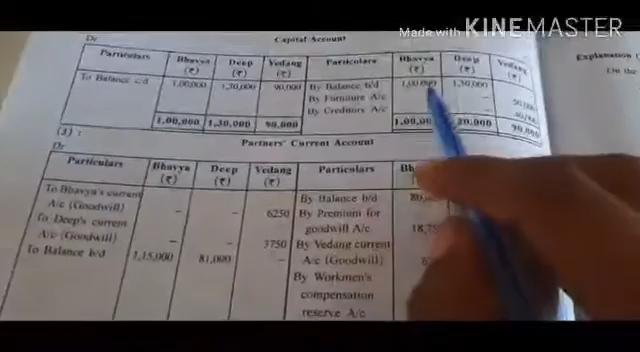 Made with KINEMASTER
Capital Account
Dr
Particulars Bhavya (₹) Deep (₹) Vedang (₹) Particulars Bhavya (₹) Deep (₹) Vedang (₹)
To Balance c/d 1,00,000 1,30,000 90,000 By Balance b/d 1,00,000 1,30,000 –
By Furniture A/c –
By Creditors A/c –
1,00,000 1,30,000 90,000 90,000
(3) :
Partners' Current Account
Dr
Particulars Bhavya (₹) Deep (₹) Vedang (₹) Particulars
To Bhavya's current By Balance b/d
A/c (Goodwill) – – 6250 By Premium for
To Deep's current goodwill A/c
A/c (Goodwill) – – 3750 By Vedang current
To Balance b/d 1,15,000 81,000 – A/c (Goodwill)
By Workmen's
compensation
reserve A/c
Explanation
On the